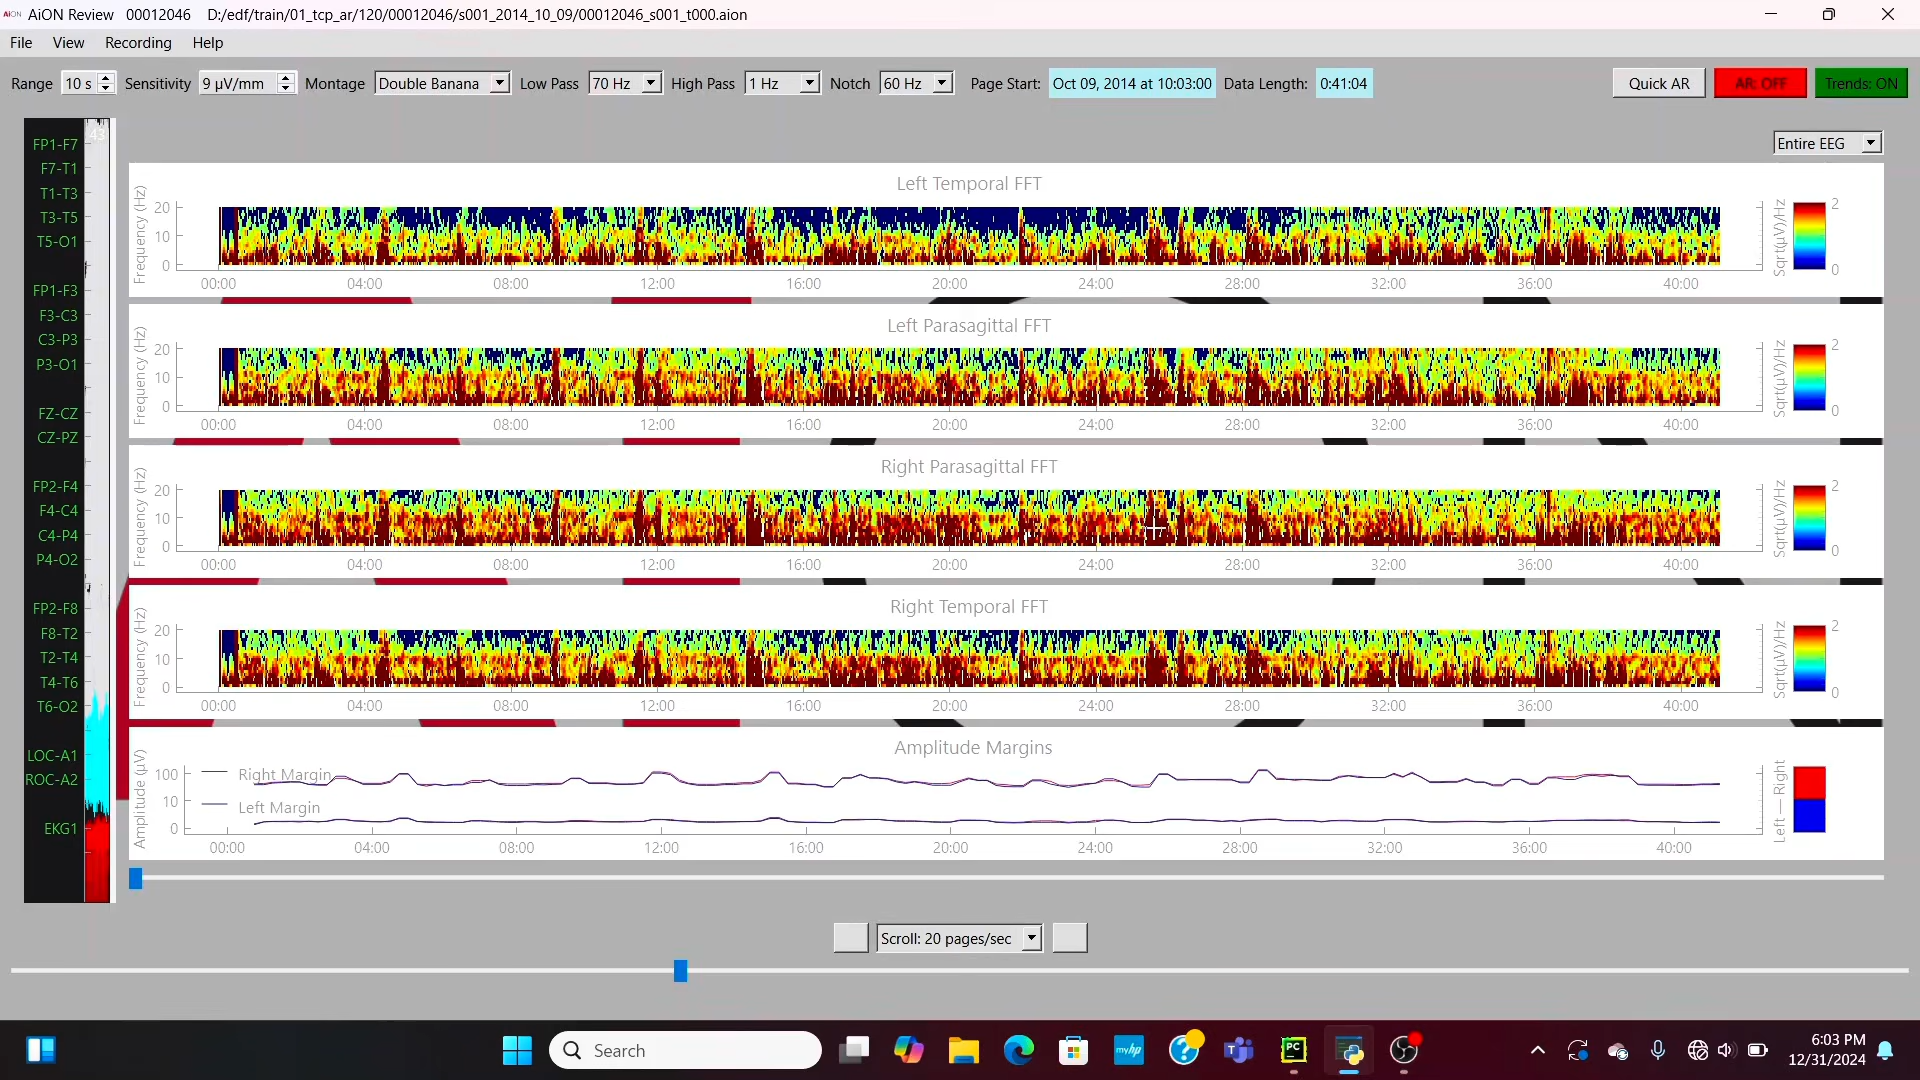 AiON AiON Review 00012046 D:/edf/train/01_tcp_ar/120/00012046/s001_2014_10_09/00012046_s001_t000.aion
File View Recording Help
Range 10 s Sensitivity 9 µV/mm Montage Double Banana Low Pass 70 Hz High Pass 1 Hz Notch 60 Hz Page Start: Oct 09, 2014 at 10:03:00 Data Length: 0:41:04 Quick AR AR: OFF Trends: ON
Entire EEG
43
FP1-F7
F7-T1
T1-T3
T3-T5
T5-O1
FP1-F3
F3-C3
C3-P3
P3-O1
FZ-CZ
CZ-PZ
FP2-F4
F4-C4
C4-P4
P4-O2
FP2-F8
F8-T2
T2-T4
T4-T6
T6-O2
LOC-A1
ROC-A2
EKG1
Left Temporal FFT
Frequency (Hz)
20
10
0
00:00 04:00 08:00 12:00 16:00 20:00 24:00 28:00 32:00 36:00 40:00
Sqrt(µV)/Hz
2
0
Left Parasagittal FFT
Frequency (Hz)
20
10
0
00:00 04:00 08:00 12:00 16:00 20:00 24:00 28:00 32:00 36:00 40:00
Sqrt(µV)/Hz
2
0
Right Parasagittal FFT
Frequency (Hz)
20
10
0
00:00 04:00 08:00 12:00 16:00 20:00 24:00 28:00 32:00 36:00 40:00
Sqrt(µV)/Hz
2
0
Right Temporal FFT
Frequency (Hz)
20
10
0
00:00 04:00 08:00 12:00 16:00 20:00 24:00 28:00 32:00 36:00 40:00
Sqrt(µV)/Hz
2
0
Amplitude Margins
Amplitude (µV)
100
10
0
Right Margin
Left Margin
00:00 04:00 08:00 12:00 16:00 20:00 24:00 28:00 32:00 36:00 40:00
Left — Right
Scroll: 20 pages/sec
Search
myhp
PC
6:03 PM
12/31/2024